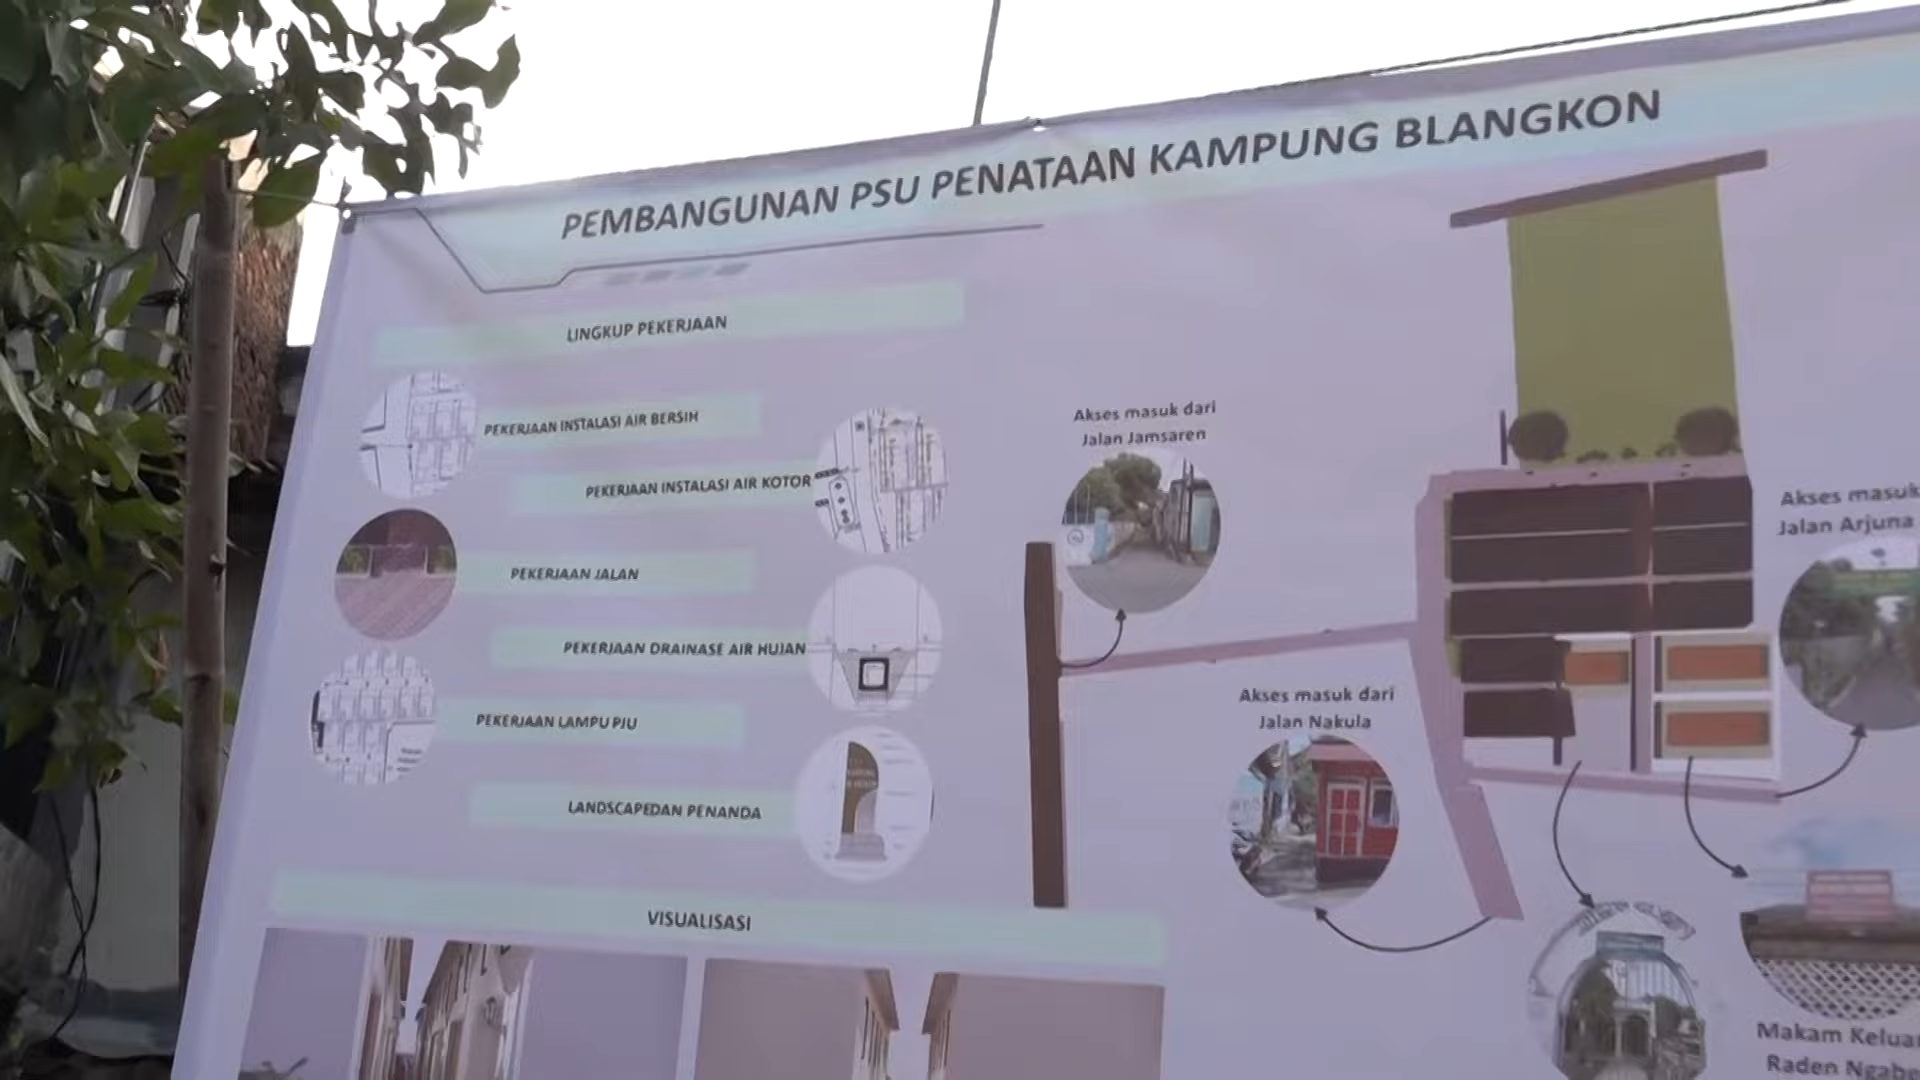 PEMBANGUNAN PSU PENATAAN KAMPUNG BLANGKON
LINGKUP PEKERJAAN
PEKERJAAN INSTALASI AIR BERSIH
PEKERJAAN INSTALASI AIR KOTOR
PEKERJAAN JALAN
PEKERJAAN DRAINASE AIR HUJAN
PEKERJAAN LAMPU PJU
LANDSCAPEDAN PENANDA
VISUALISASI
Akses masuk dari
Jalan Jamsaren
Akses masuk dari
Jalan Nakula
Akses masuk
Jalan Arjuna
Makam Keluar
Raden Ngabe